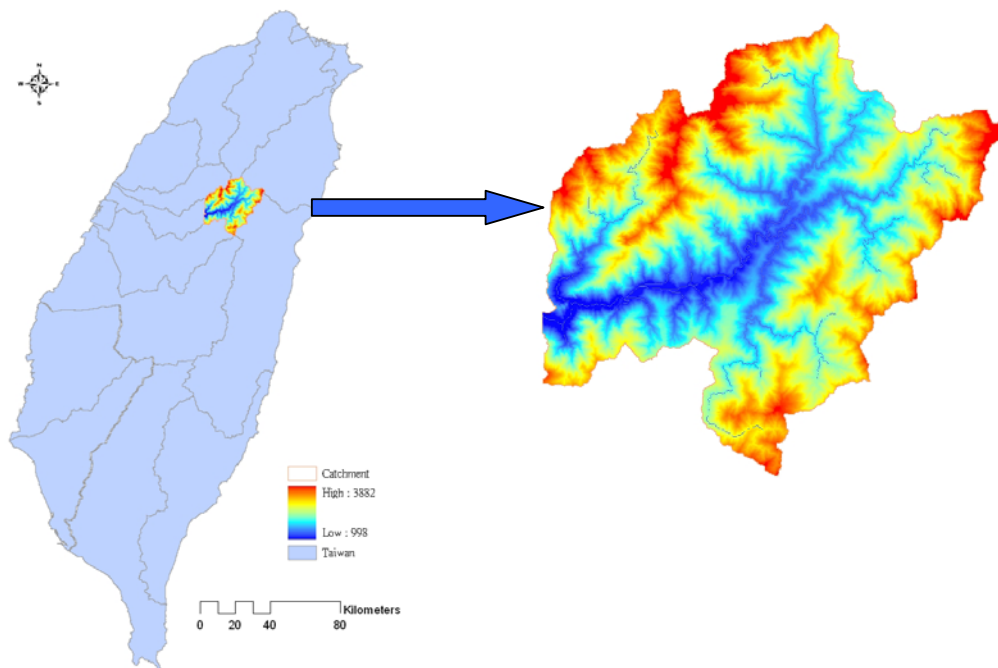 N
W
E
S
Catchment
High : 3882
Low : 998
Taiwan
Kilometers
0 20 40 80